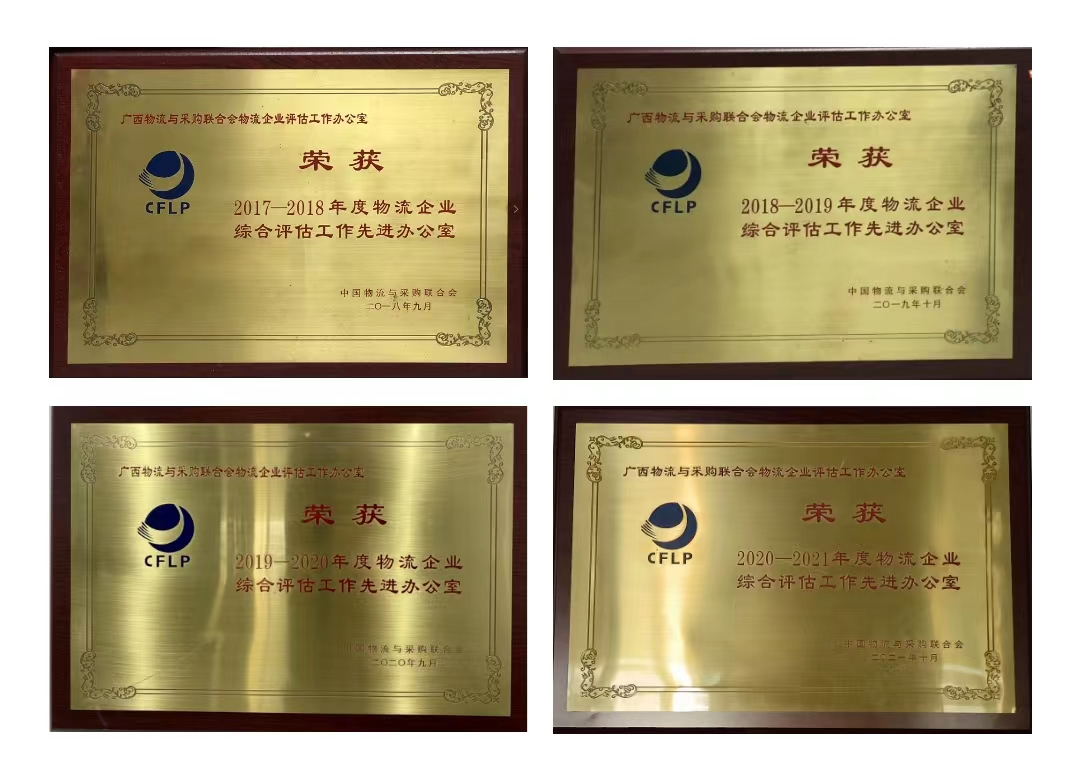 广西物流与采购联合会物流企业评估工作办公室
荣获
CFLP
2017—2018年度物流企业
综合评估工作先进办公室
中国物流与采购联合会
二〇一八年九月
广西物流与采购联合会物流企业评估工作办公室
荣获
CFLP
2018—2019年度物流企业
综合评估工作先进办公室
中国物流与采购联合会
二〇一九年十月
广西物流与采购联合会物流企业评估工作办公室
荣获
CFLP
2019—2020年度物流企业
综合评估工作先进办公室
中国物流与采购联合会
二〇二〇年九月
广西物流与采购联合会物流企业评估工作办公室
荣获
CFLP
2020—2021年度物流企业
综合评估工作先进办公室
中国物流与采购联合会
二〇二一年十月